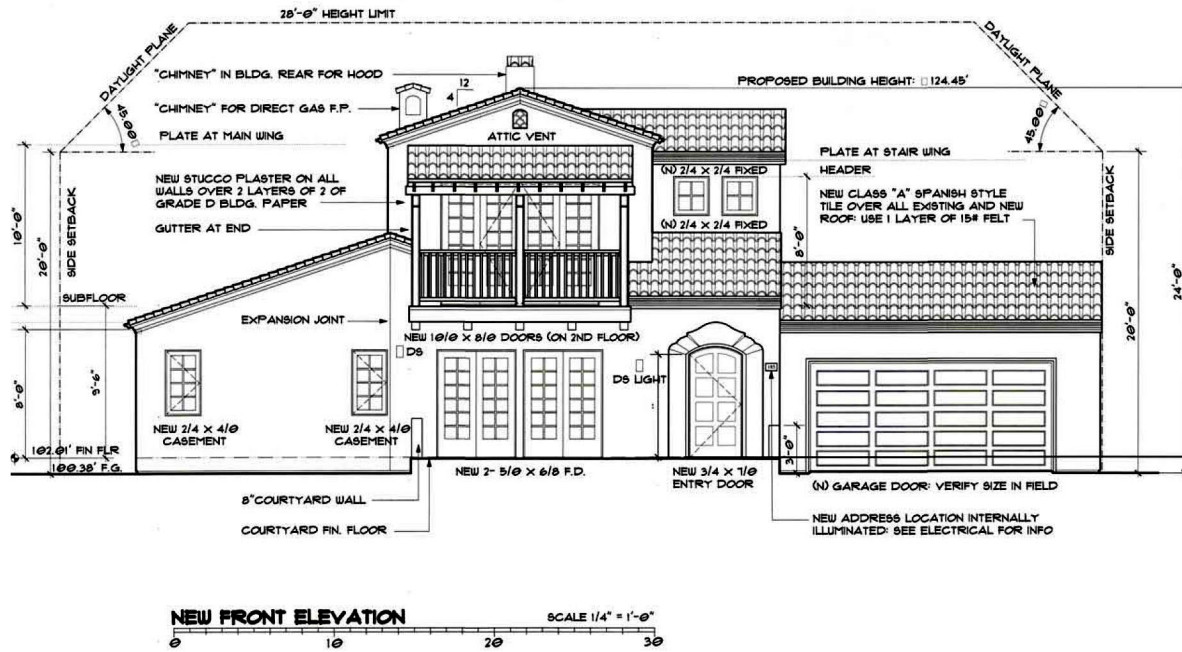 28'-0" HEIGHT LIMIT
DAYLIGHT PLANE
DAYLIGHT PLANE
"CHIMNEY" IN BLDG. REAR FOR HOOD
12
4
PROPOSED BUILDING HEIGHT: □124.45'
"CHIMNEY" FOR DIRECT GAS F.P.
45.00□
45.00□
PLATE AT MAIN WING
ATTIC VENT
PLATE AT STAIR WING
HEADER
(N) 2/4 X 2/4 FIXED
NEW STUCCO PLASTER ON ALL
WALLS OVER 2 LAYERS OF 2 OF
GRADE D BLDG. PAPER
NEW CLASS "A" SPANISH STYLE
TILE OVER ALL EXISTING AND NEW
ROOF: USE 1 LAYER OF 15# FELT
GUTTER AT END
(N) 2/4 X 2/4 FIXED
10'-0"
20'-0"
SIDE SETBACK
8'-0"
SIDE SETBACK
24'-0"
SUBFLOOR
EXPANSION JOINT
NEW 10/0 X 8/0 DOORS (ON 2ND FLOOR)
20'-0"
DS
DS LIGHT
8'-0"
9'-6"
NEW 2/4 X 4/0
CASEMENT
NEW 2/4 X 4/0
CASEMENT
3'-0"
102.01' FIN FLR
100.38' F.G.
NEW 2- 5/0 X 6/8 F.D.
NEW 3/4 X 7/0
ENTRY DOOR
(N) GARAGE DOOR: VERIFY SIZE IN FIELD
8"COURTYARD WALL
COURTYARD FIN. FLOOR
NEW ADDRESS LOCATION INTERNALLY
ILLUMINATED: SEE ELECTRICAL FOR INFO
NEW FRONT ELEVATION
SCALE 1/4" = 1'-0"
0 10 20 30